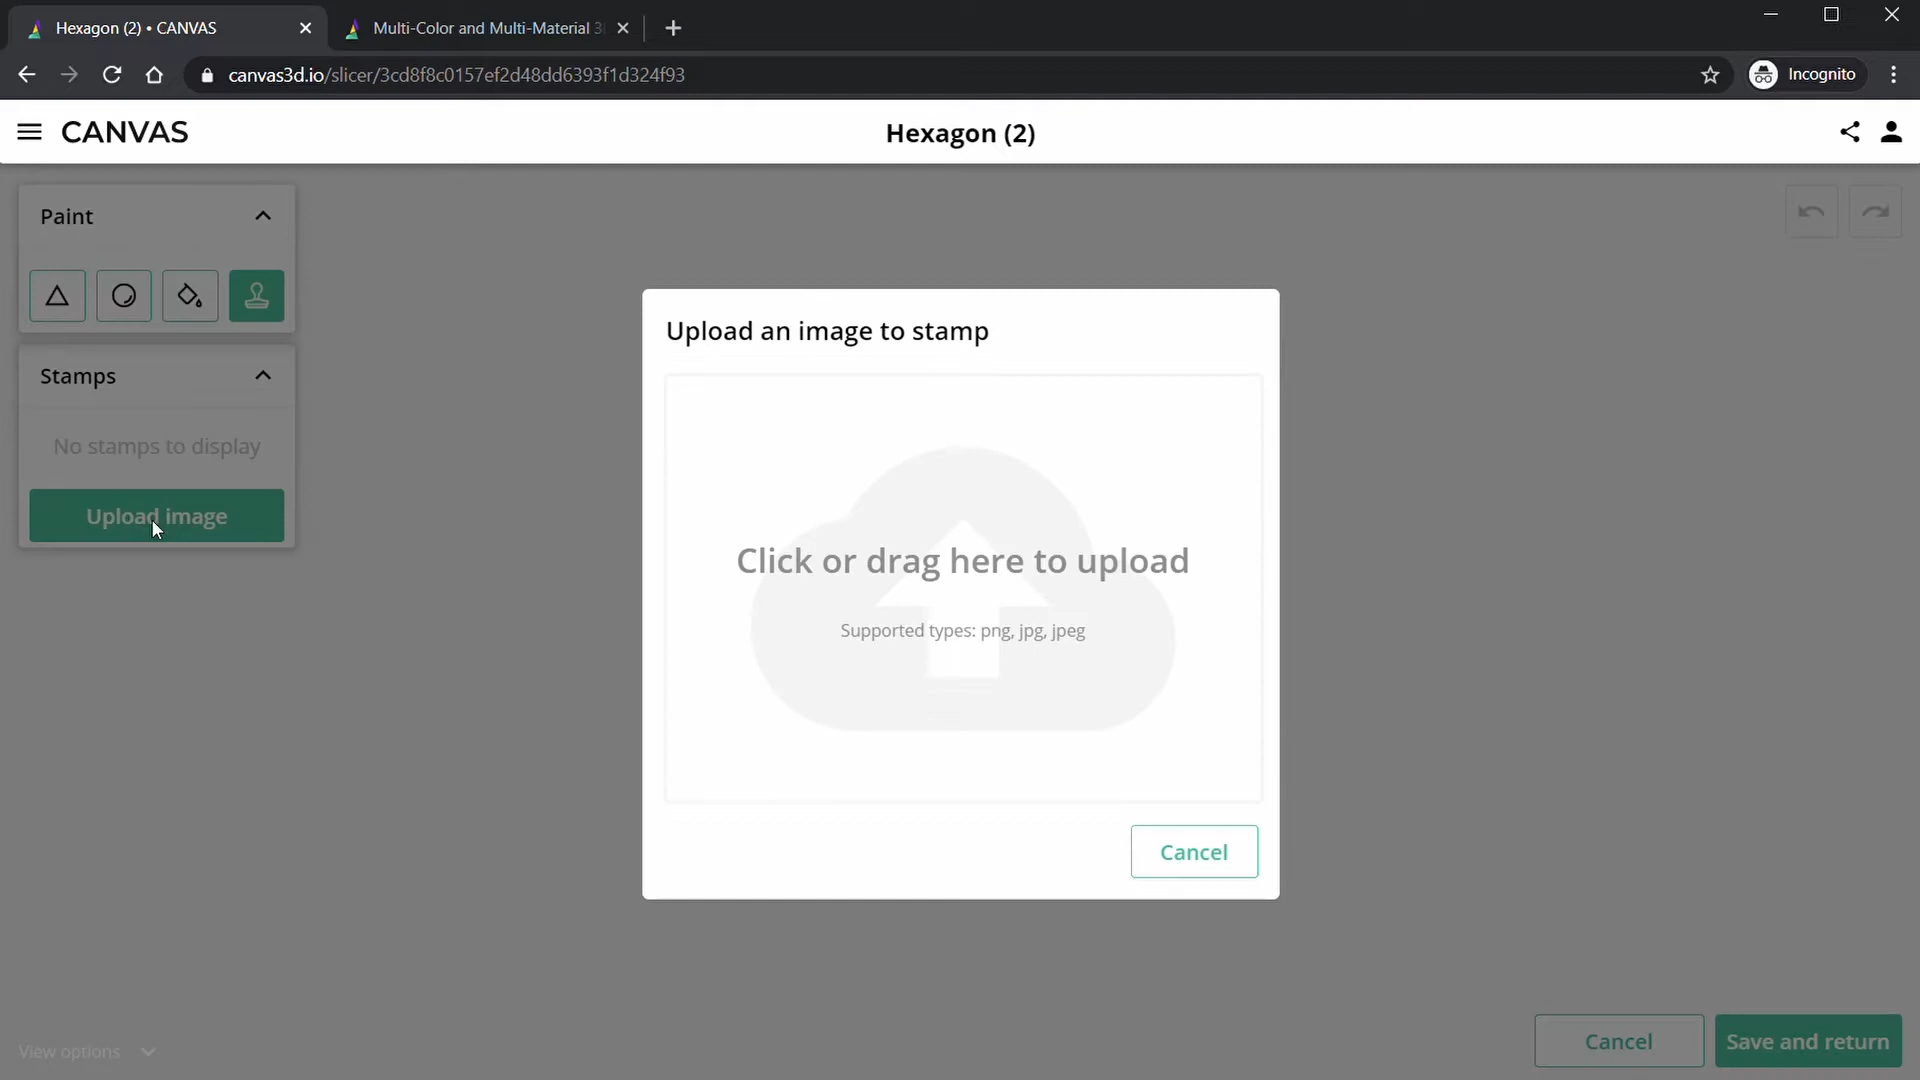 Hexagon (2) • CANVAS
Multi-Color and Multi-Material 3
canvas3d.io/slicer/3cd8f8c0157ef2d48dd6393f1d324f93
Incognito
CANVAS
Hexagon (2)
Paint
Stamps
No stamps to display
Upload image
Upload an image to stamp
Click or drag here to upload
Supported types: png, jpg, jpeg
Cancel
View options
Cancel
Save and return